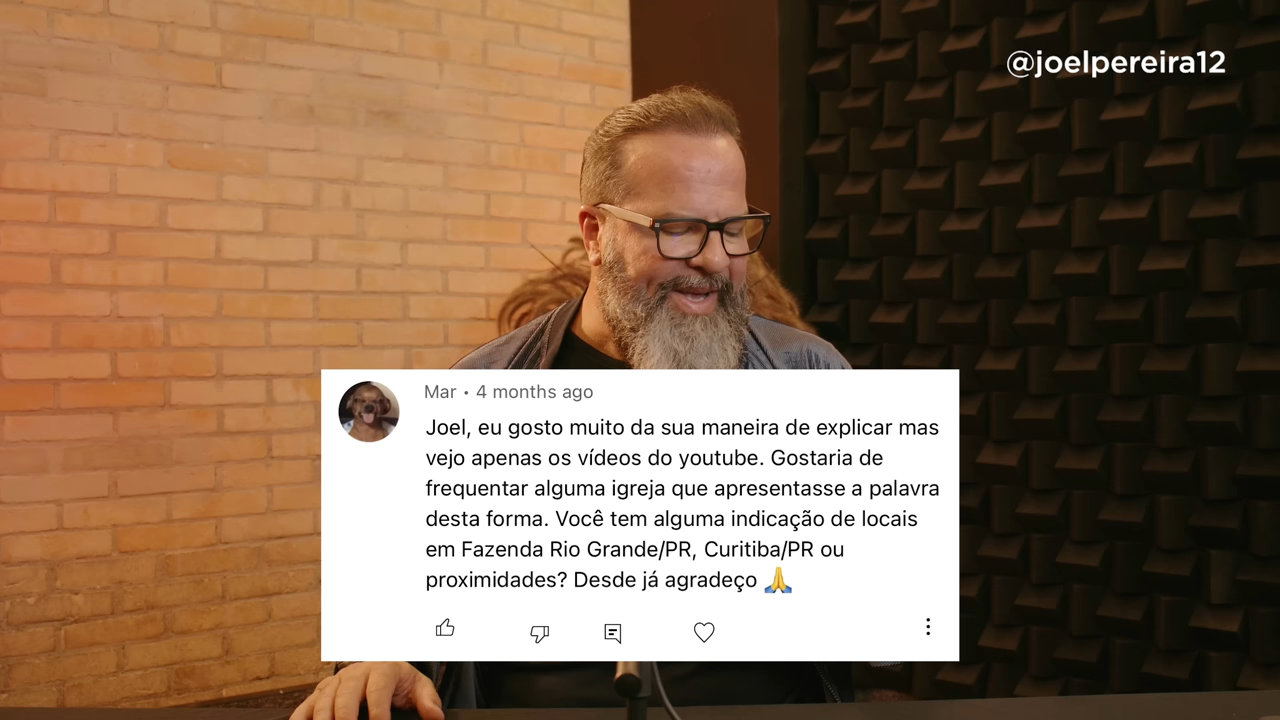 @joelpereira12
Mar • 4 months ago
Joel, eu gosto muito da sua maneira de explicar mas
vejo apenas os vídeos do youtube. Gostaria de
frequentar alguma igreja que apresentasse a palavra
desta forma. Você tem alguma indicação de locais
em Fazenda Rio Grande/PR, Curitiba/PR ou
proximidades? Desde já agradeço 🙏